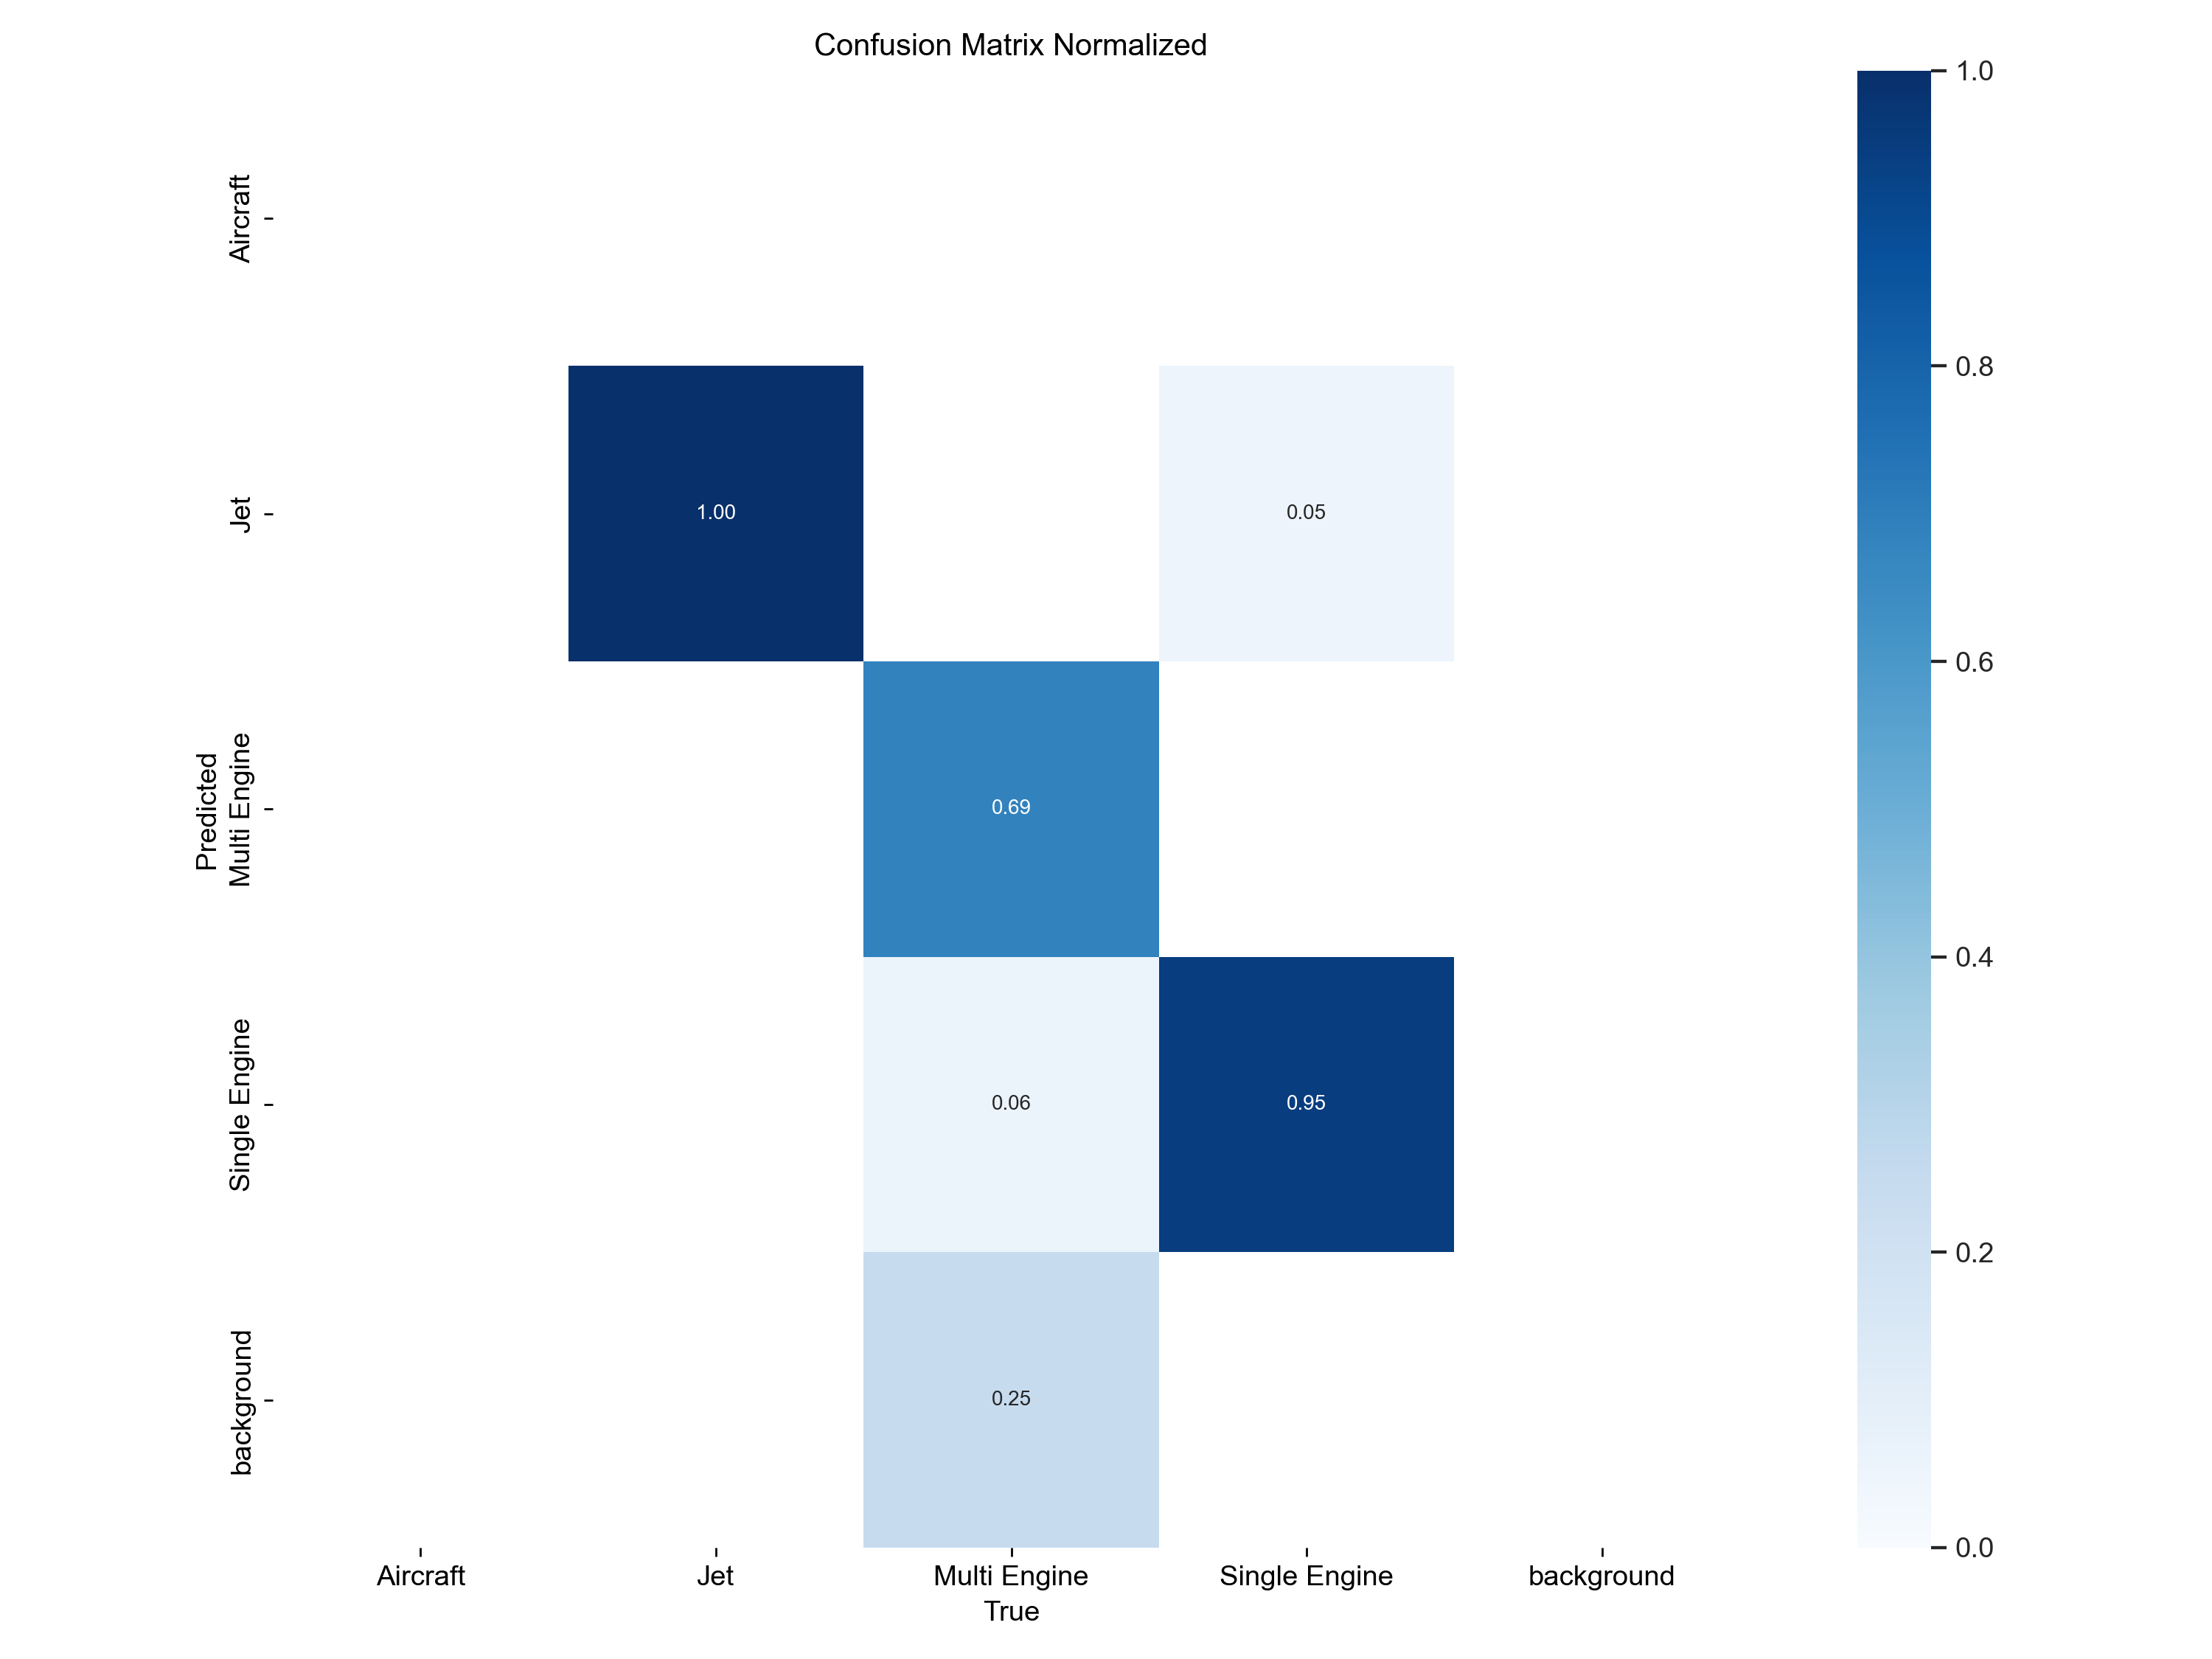 Confusion Matrix Normalized
1.0
0.8
0.6
0.4
0.2
0.0
Predicted
Aircraft
Jet
Multi Engine
Single Engine
background
1.00
0.05
0.69
0.06
0.95
0.25
Aircraft
Jet
Multi Engine
Single Engine
background
True